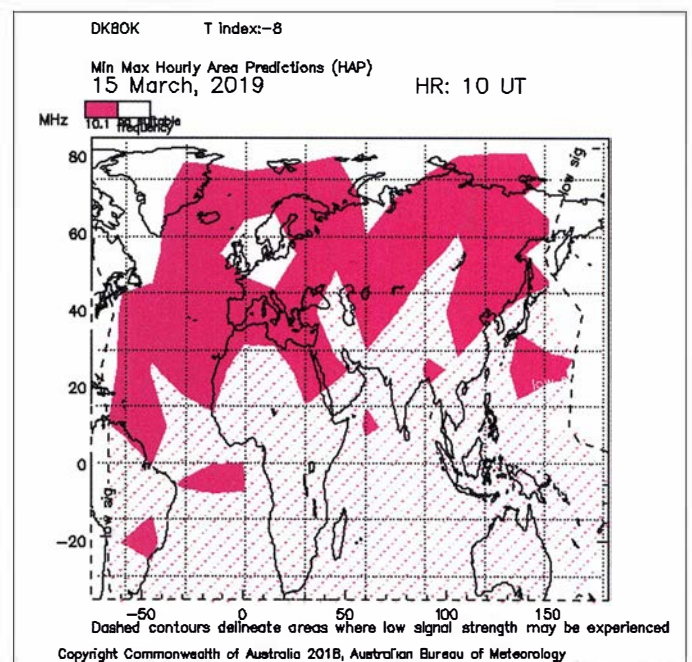 DK8OK T index:-8
Min Max Hourly Area Predictions (HAP)
15 March, 2019 HR: 10 UT
MHz
10.1 no suitable
frequency
80
60
40
20
0
-20
-50 0 50 100 150
low sig
low sig
low
Dashed contours delineate areas where low signal strength may be experienced
Copyright Commonwealth of Australia 2018, Australian Bureau of Meteorology